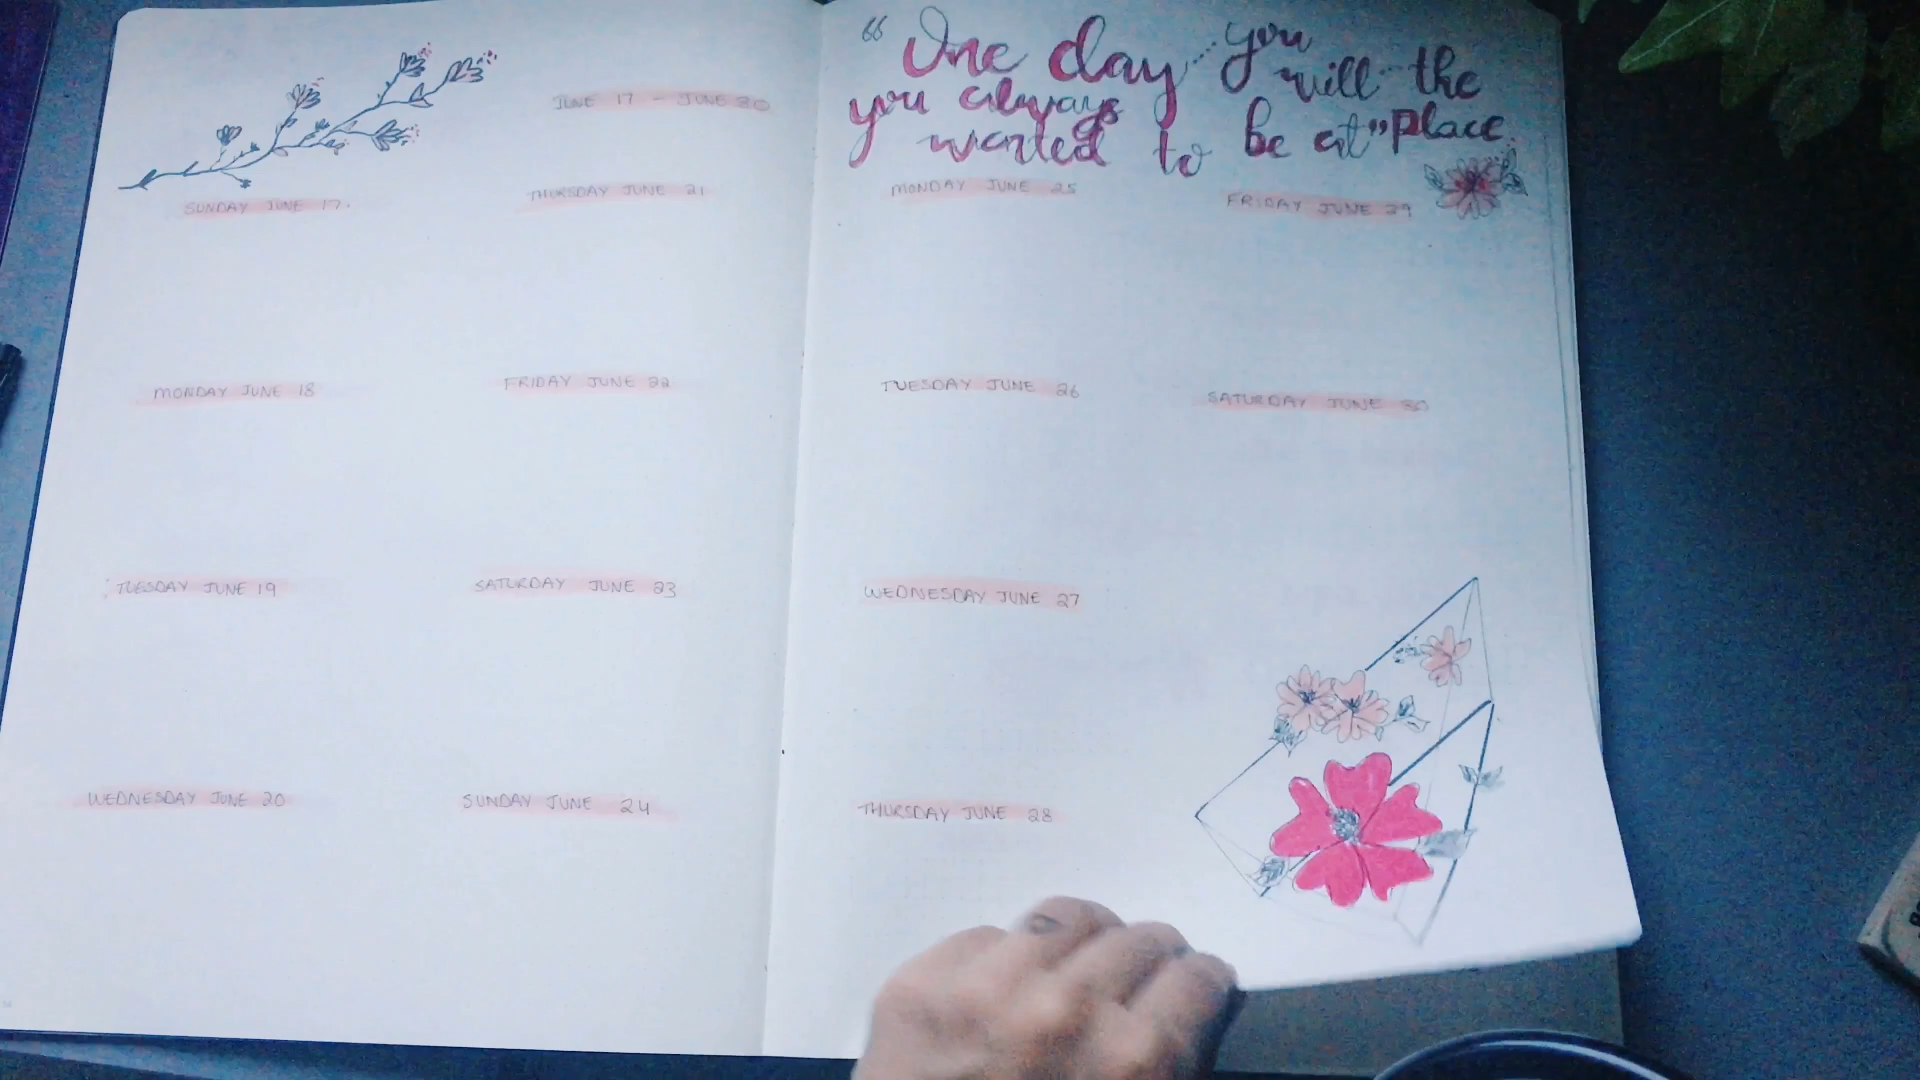 JUNE 17 - JUNE 30
SUNDAY JUNE 17.
MONDAY JUNE 18
TUESDAY JUNE 19
WEDNESDAY JUNE 20
THURSDAY JUNE 21
FRIDAY JUNE 22
SATURDAY JUNE 23
SUNDAY JUNE 24
“One day you
will the
you always
wanted to be at” place
MONDAY JUNE 25
TUESDAY JUNE 26
WEDNESDAY JUNE 27
THURSDAY JUNE 28
FRIDAY JUNE 29
SATURDAY JUNE 30